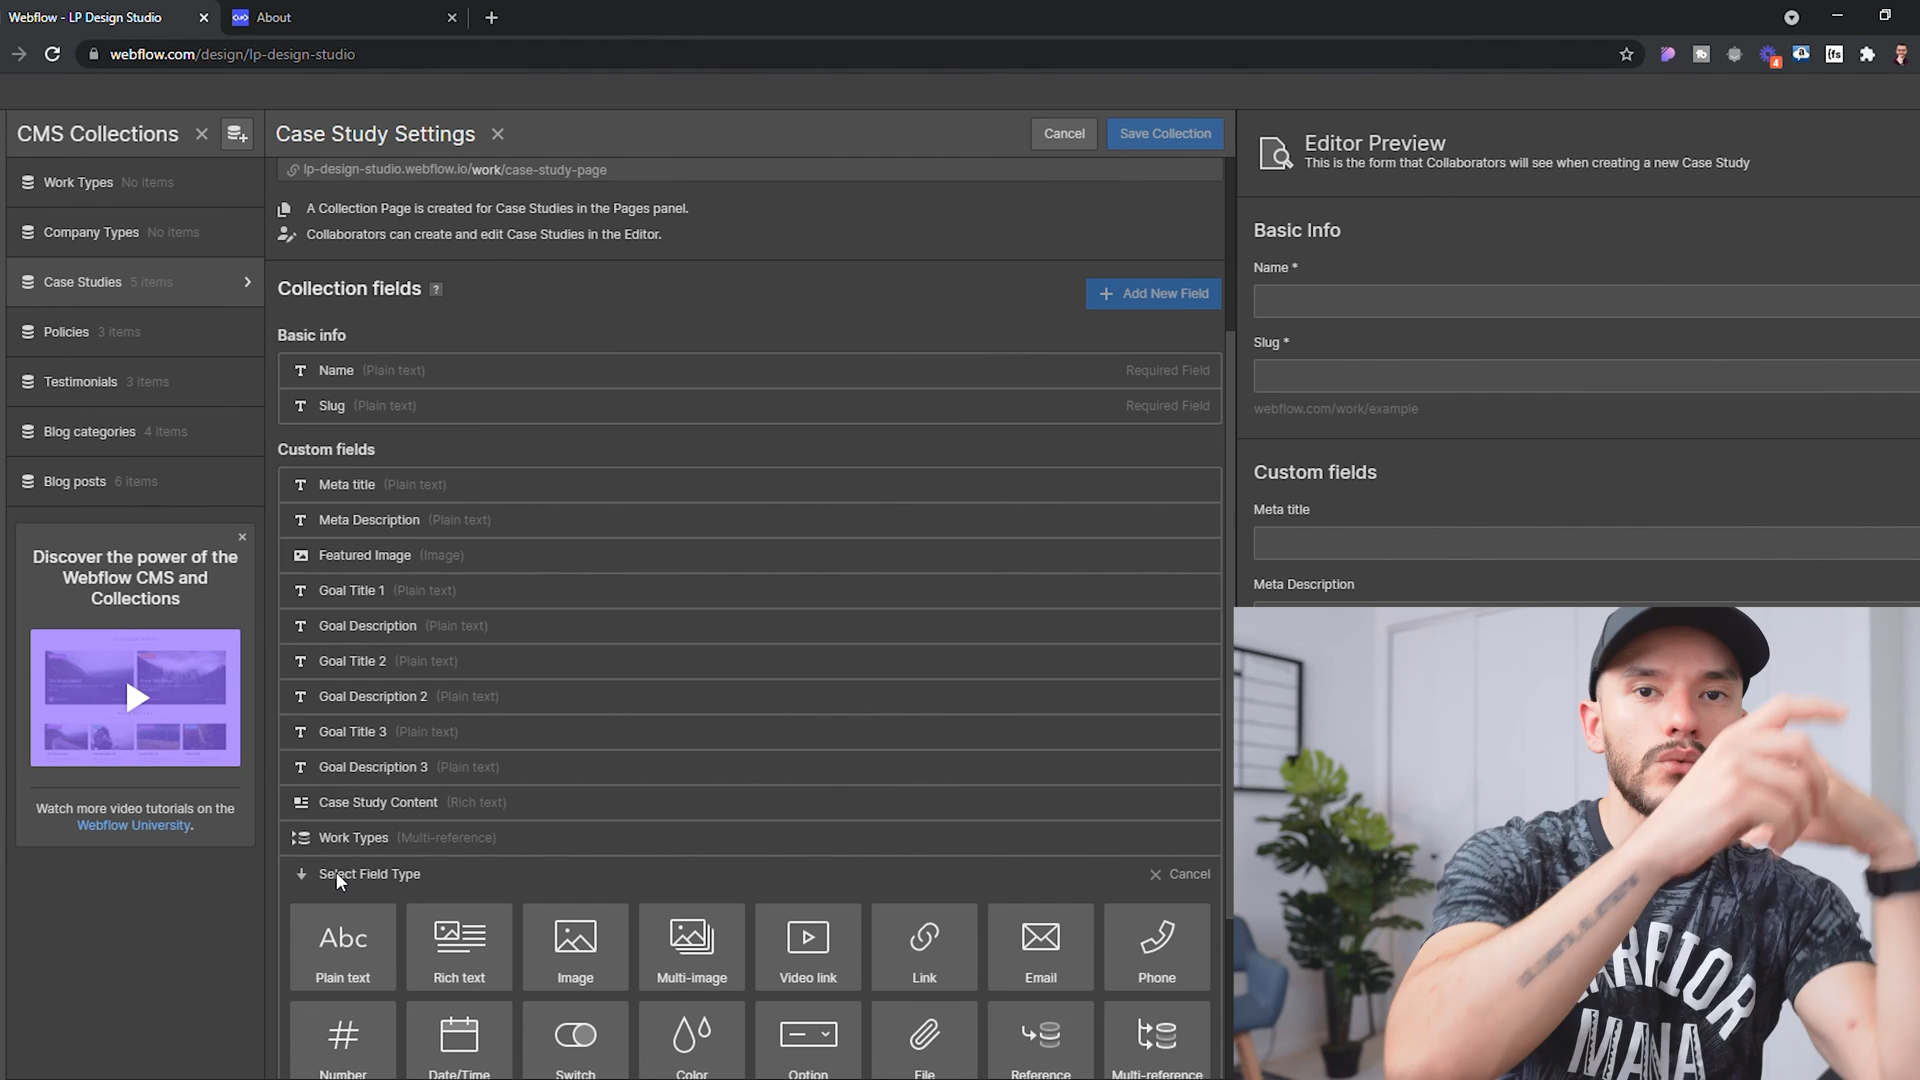 Webflow - LP Design Studio
About
webflow.com/design/lp-design-studio
4
CMS Collections
Case Study Settings
Cancel
Save Collection
Editor Preview
This is the form that Collaborators will see when creating a new Case Study
lp-design-studio.webflow.io/work/case-study-page
Work Types No items
A Collection Page is created for Case Studies in the Pages panel.
Collaborators can create and edit Case Studies in the Editor.
Company Types No items
Case Studies 5 items
Policies 3 items
Testimonials 3 items
Blog categories 4 items
Blog posts 6 items
Discover the power of the
Webflow CMS and
Collections
Watch more video tutorials on the
Webflow University.
Collection fields ?
Add New Field
Basic info
Name (Plain text) Required Field
Slug (Plain text) Required Field
Custom fields
Meta title (Plain text)
Meta Description (Plain text)
Featured Image (Image)
Goal Title 1 (Plain text)
Goal Description (Plain text)
Goal Title 2 (Plain text)
Goal Description 2 (Plain text)
Goal Title 3 (Plain text)
Goal Description 3 (Plain text)
Case Study Content (Rich text)
Work Types (Multi-reference)
Select Field Type
Cancel
Abc
Plain text Rich text Image Multi-image Video link Link Email Phone
Number Date/Time Switch Color Option File Reference Multi-reference
Basic Info
Name *
Slug *
webflow.com/work/example
Custom fields
Meta title
Meta Description
WARRIOR
MANA